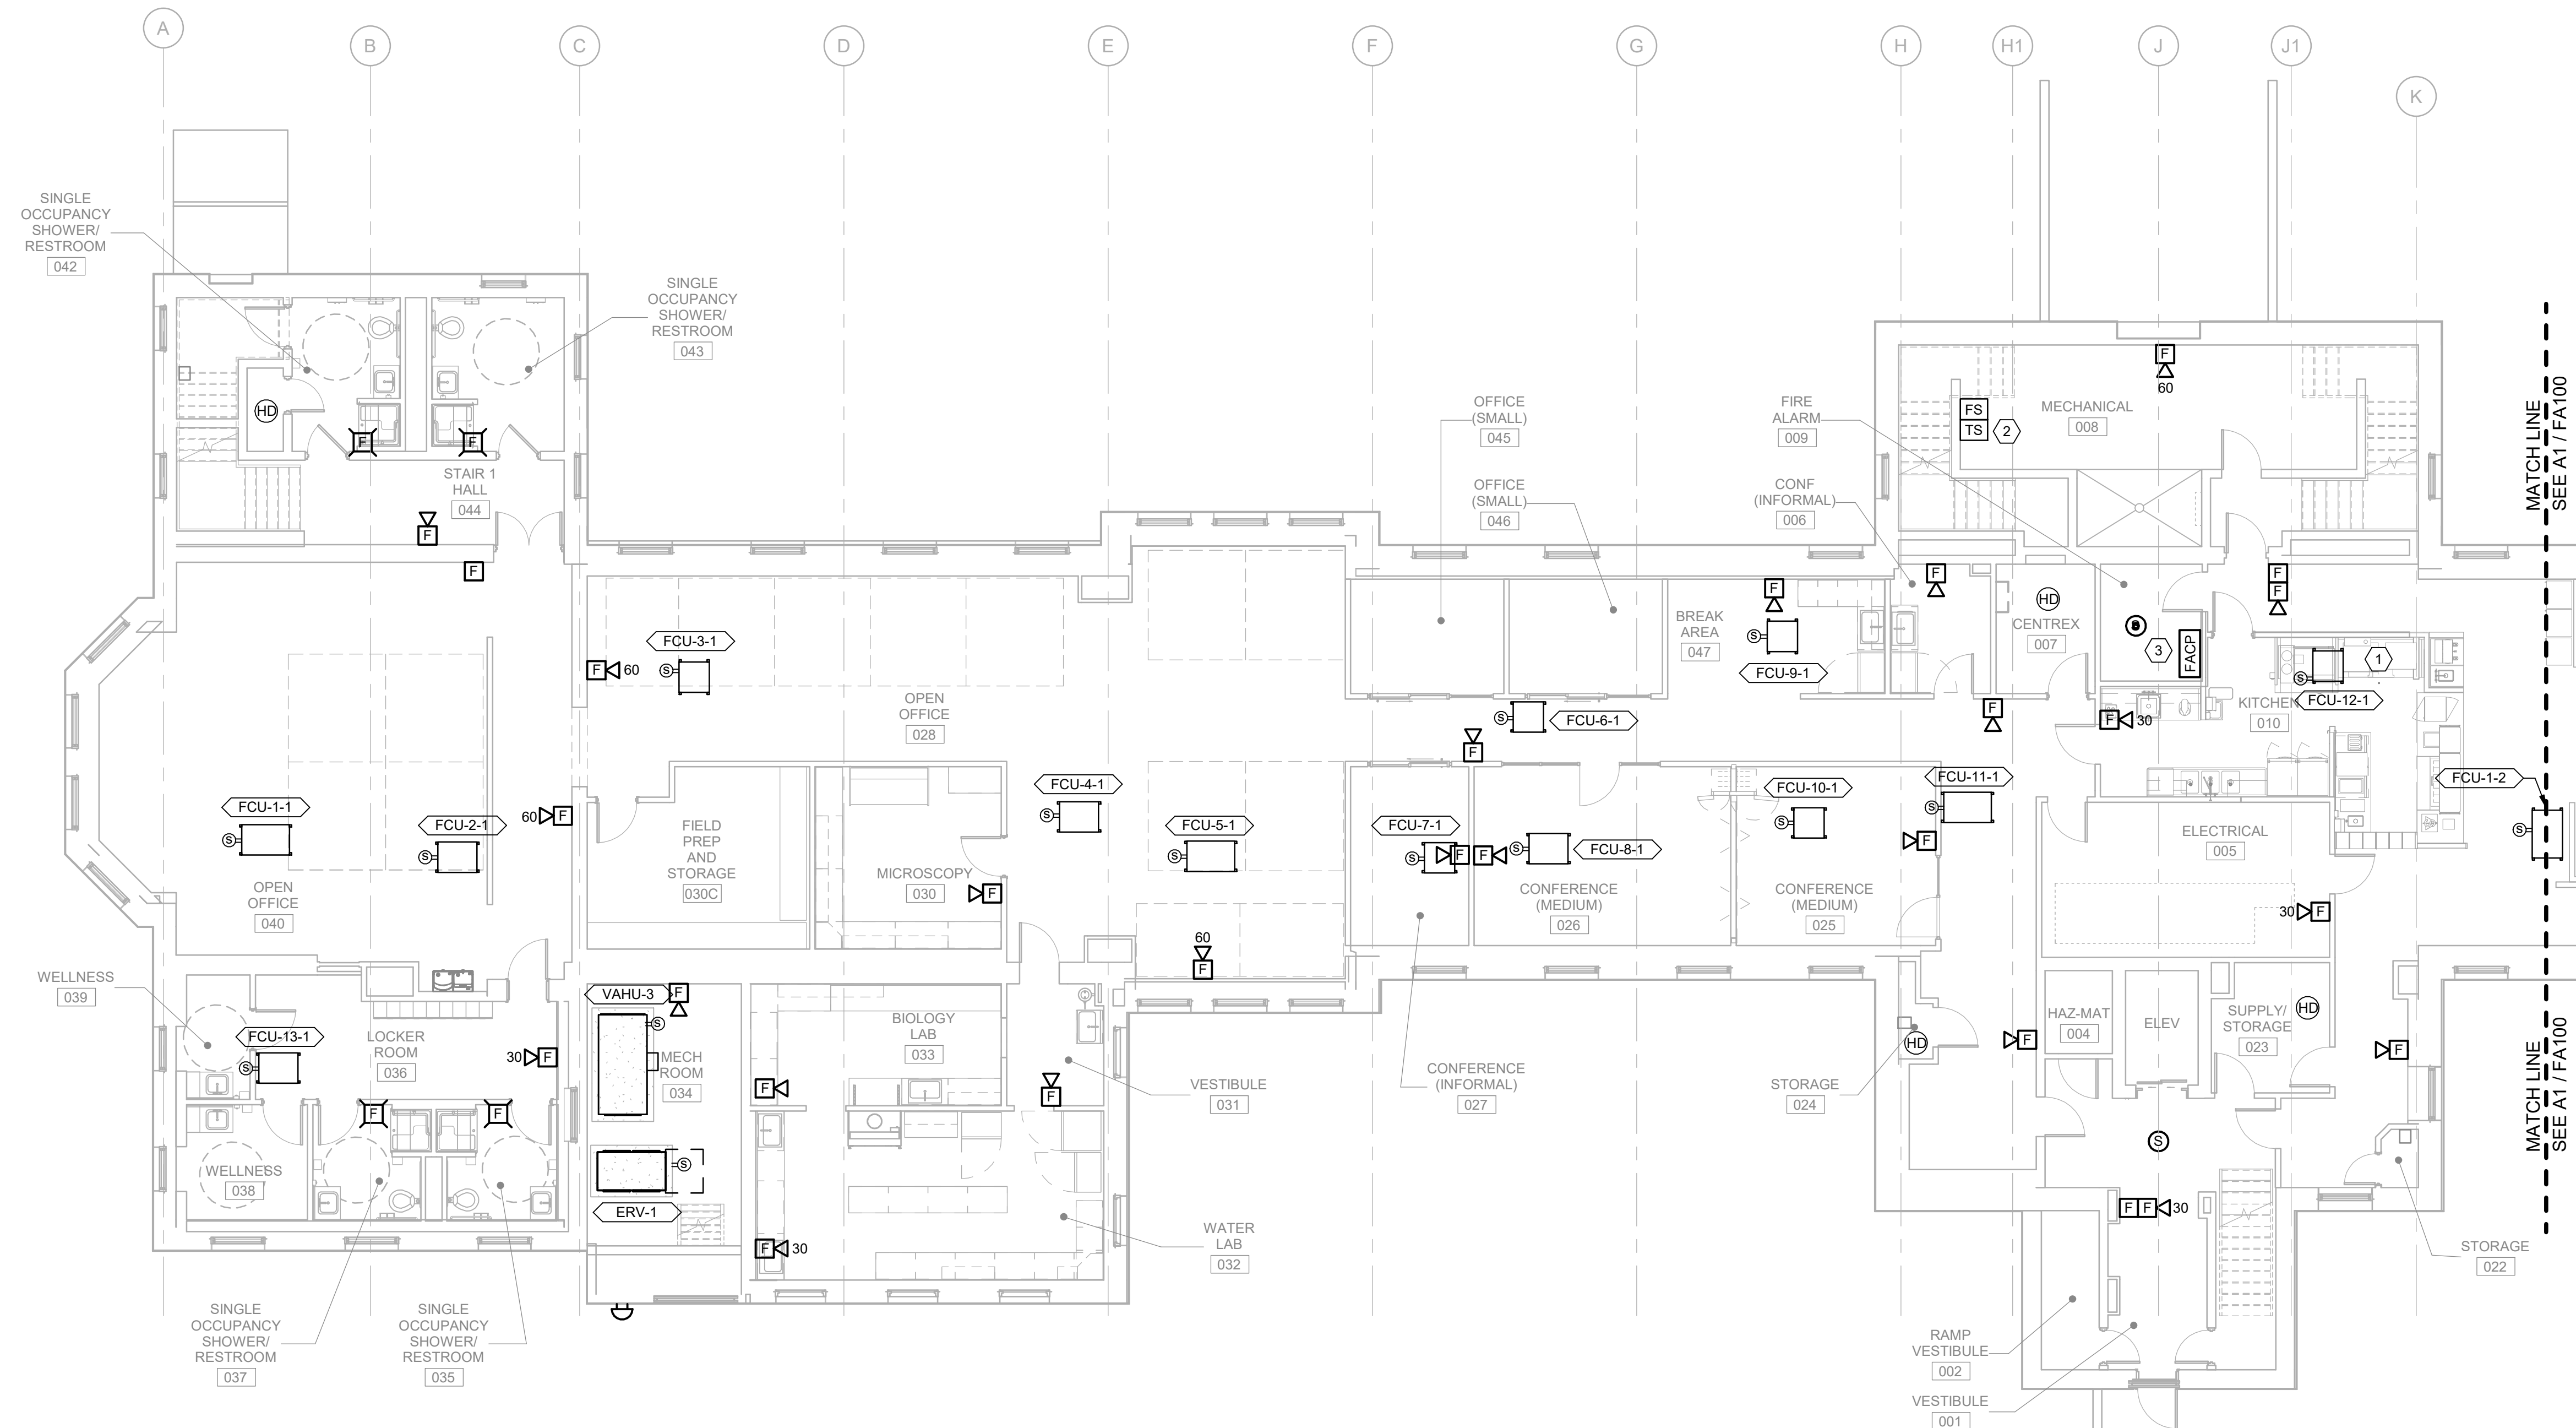 A
B
C
D
E
F
G
H
H1
J
J1
K
SINGLE
OCCUPANCY
SHOWER/
RESTROOM
042
SINGLE
OCCUPANCY
SHOWER/
RESTROOM
043
HD
F
F
STAIR 1
HALL
044
F
F
OFFICE
(SMALL)
045
OFFICE
(SMALL)
046
FIRE
ALARM
009
CONF
(INFORMAL)
006
F
60
FS
TS
2
MECHANICAL
008
MATCH LINE
SEE A1 / FA100
F
F
F
F
HD
CENTREX
007
BREAK
AREA
047
S
FCU-9-1
3
FACP
1
S
FCU-12-1
KITCHEN
010
F 60
FCU-3-1
S
OPEN
OFFICE
028
S
FCU-6-1
F
F
F 30
FCU-1-1
S
FCU-2-1
S
60 F
OPEN
OFFICE
040
FIELD
PREP
AND
STORAGE
030C
MICROSCOPY
030
F
FCU-4-1
S
FCU-5-1
S
60
F
FCU-7-1
S
F
F
S
FCU-8-1
CONFERENCE
(MEDIUM)
026
FCU-10-1
S
CONFERENCE
(MEDIUM)
025
FCU-11-1
S
F
ELECTRICAL
005
30 F
FCU-1-2
S
WELLNESS
039
FCU-13-1
S
LOCKER
ROOM
036
30 F
F
F
WELLNESS
038
VAHU-3
F
S
MECH
ROOM
034
S
ERV-1
BIOLOGY
LAB
033
F
F
F 30
VESTIBULE
031
WATER
LAB
032
CONFERENCE
(INFORMAL)
027
STORAGE
024
HD
F
HAZ-MAT
004
ELEV
SUPPLY/
STORAGE
023
HD
F
S
F F 30
MATCH LINE
SEE A1 / FA100
STORAGE
022
SINGLE
OCCUPANCY
SHOWER/
RESTROOM
037
SINGLE
OCCUPANCY
SHOWER/
RESTROOM
035
RAMP
VESTIBULE
002
VESTIBULE
001